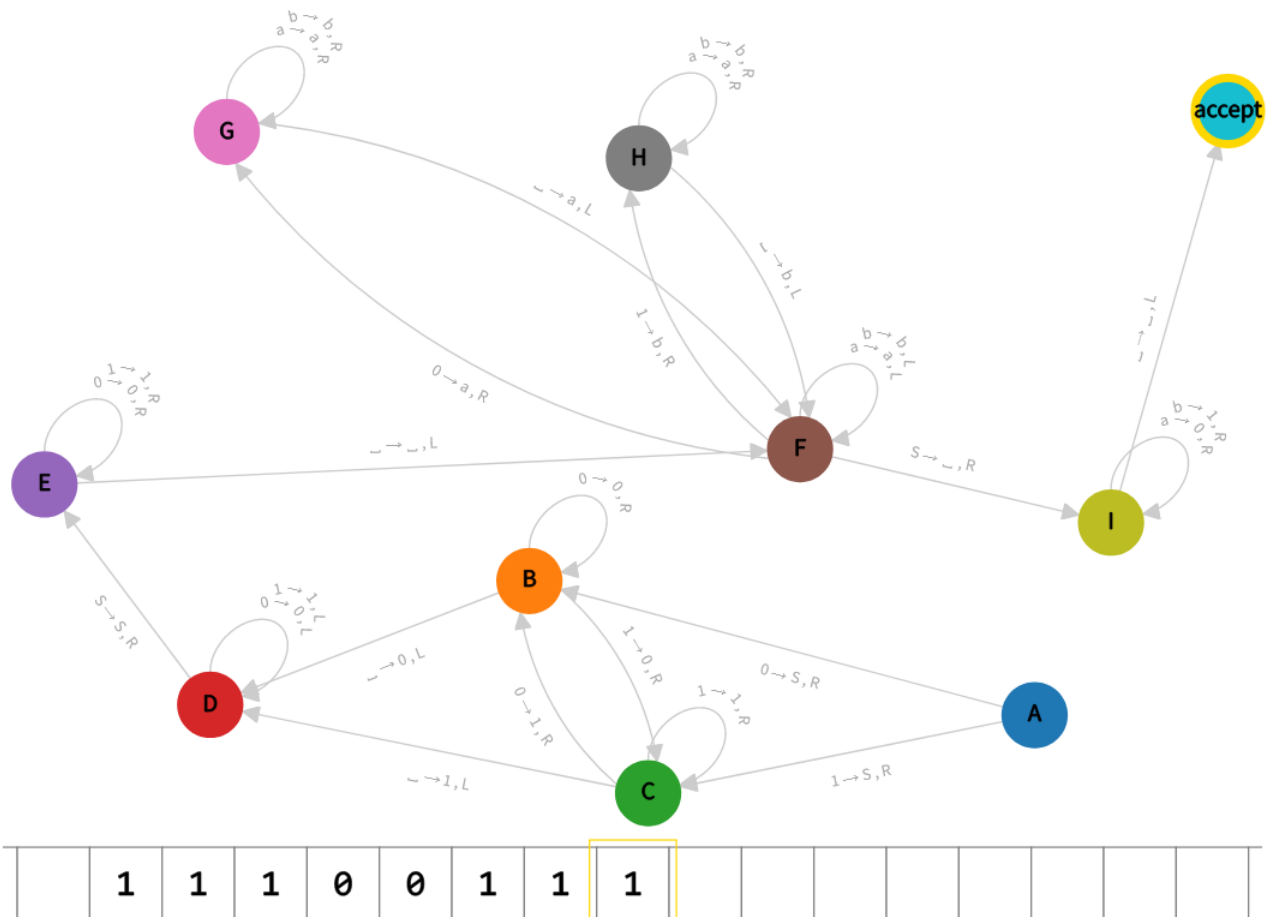 b→b,R
a→a,R
G
b→b,R
a→a,R
H
accept
␣→a,L
␣→b,L
1→b,R
0→a,R
b→b,L
a→a,L
1→1,R
0→0,R
E
␣→␣,L
F
S→␣,R
b→1,R
a→0,R
I
0→0,R
B
S→S,R
1→1,L
0→0,L
D
␣→0,L
1→0,R
0→S,R
A
0→1,R
1→1,R
␣→1,L
C
1→S,R
1 1 1 0 0 1 1 1